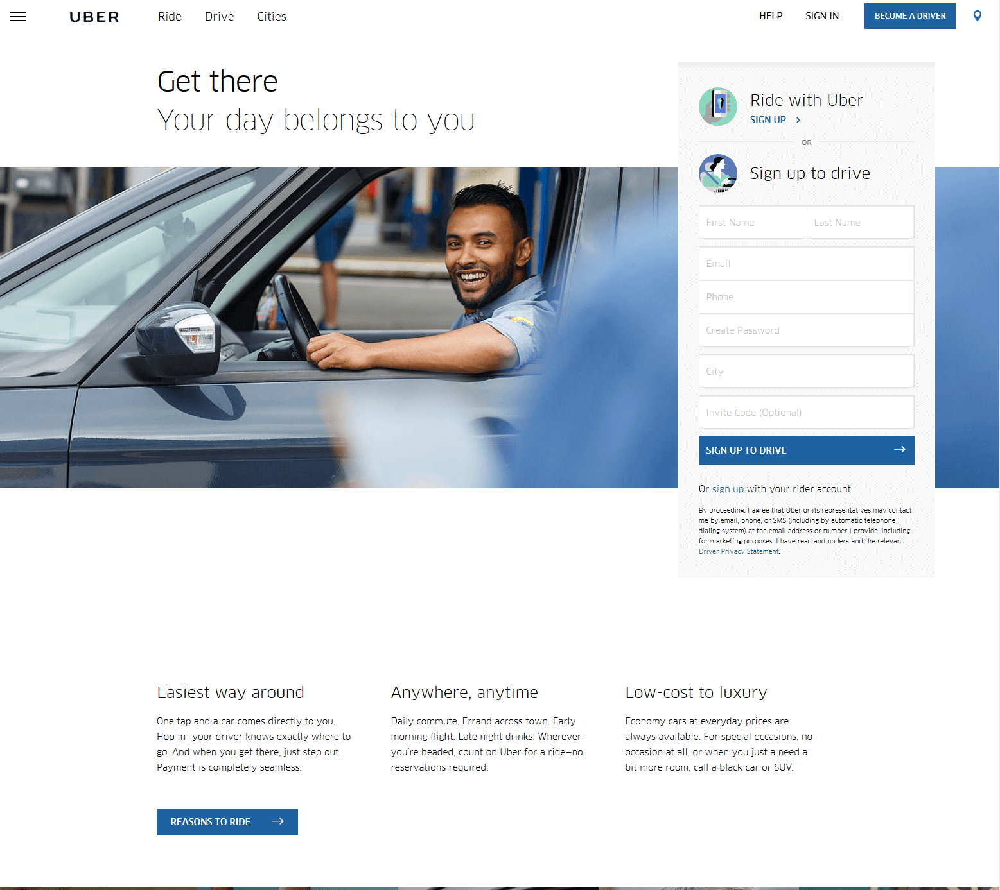 UBER
Ride
Drive
Cities
HELP
SIGN IN
BECOME A DRIVER
Get there
Your day belongs to you
Ride with Uber
SIGN UP
OR
Sign up to drive
First Name
Last Name
Email
Phone
Create Password
City
Invite Code (Optional)
SIGN UP TO DRIVE
Or sign up with your rider account.
By proceeding, I agree that Uber or its representatives may contact
me by email, phone, or SMS (including by automatic telephone
dialing system) at the email address or number I provide, including
for marketing purposes. I have read and understand the relevant
Driver Privacy Statement.
Easiest way around
One tap and a car comes directly to you.
Hop in–your driver knows exactly where to
go. And when you get there, just step out.
Payment is completely seamless.
Anywhere, anytime
Daily commute. Errand across town. Early
morning flight. Late night drinks. Wherever
you’re headed, count on Uber for a ride–no
reservations required.
Low-cost to luxury
Economy cars at everyday prices are
always available. For special occasions, no
occasion at all, or when you just a need a
bit more room, call a black car or SUV.
REASONS TO RIDE